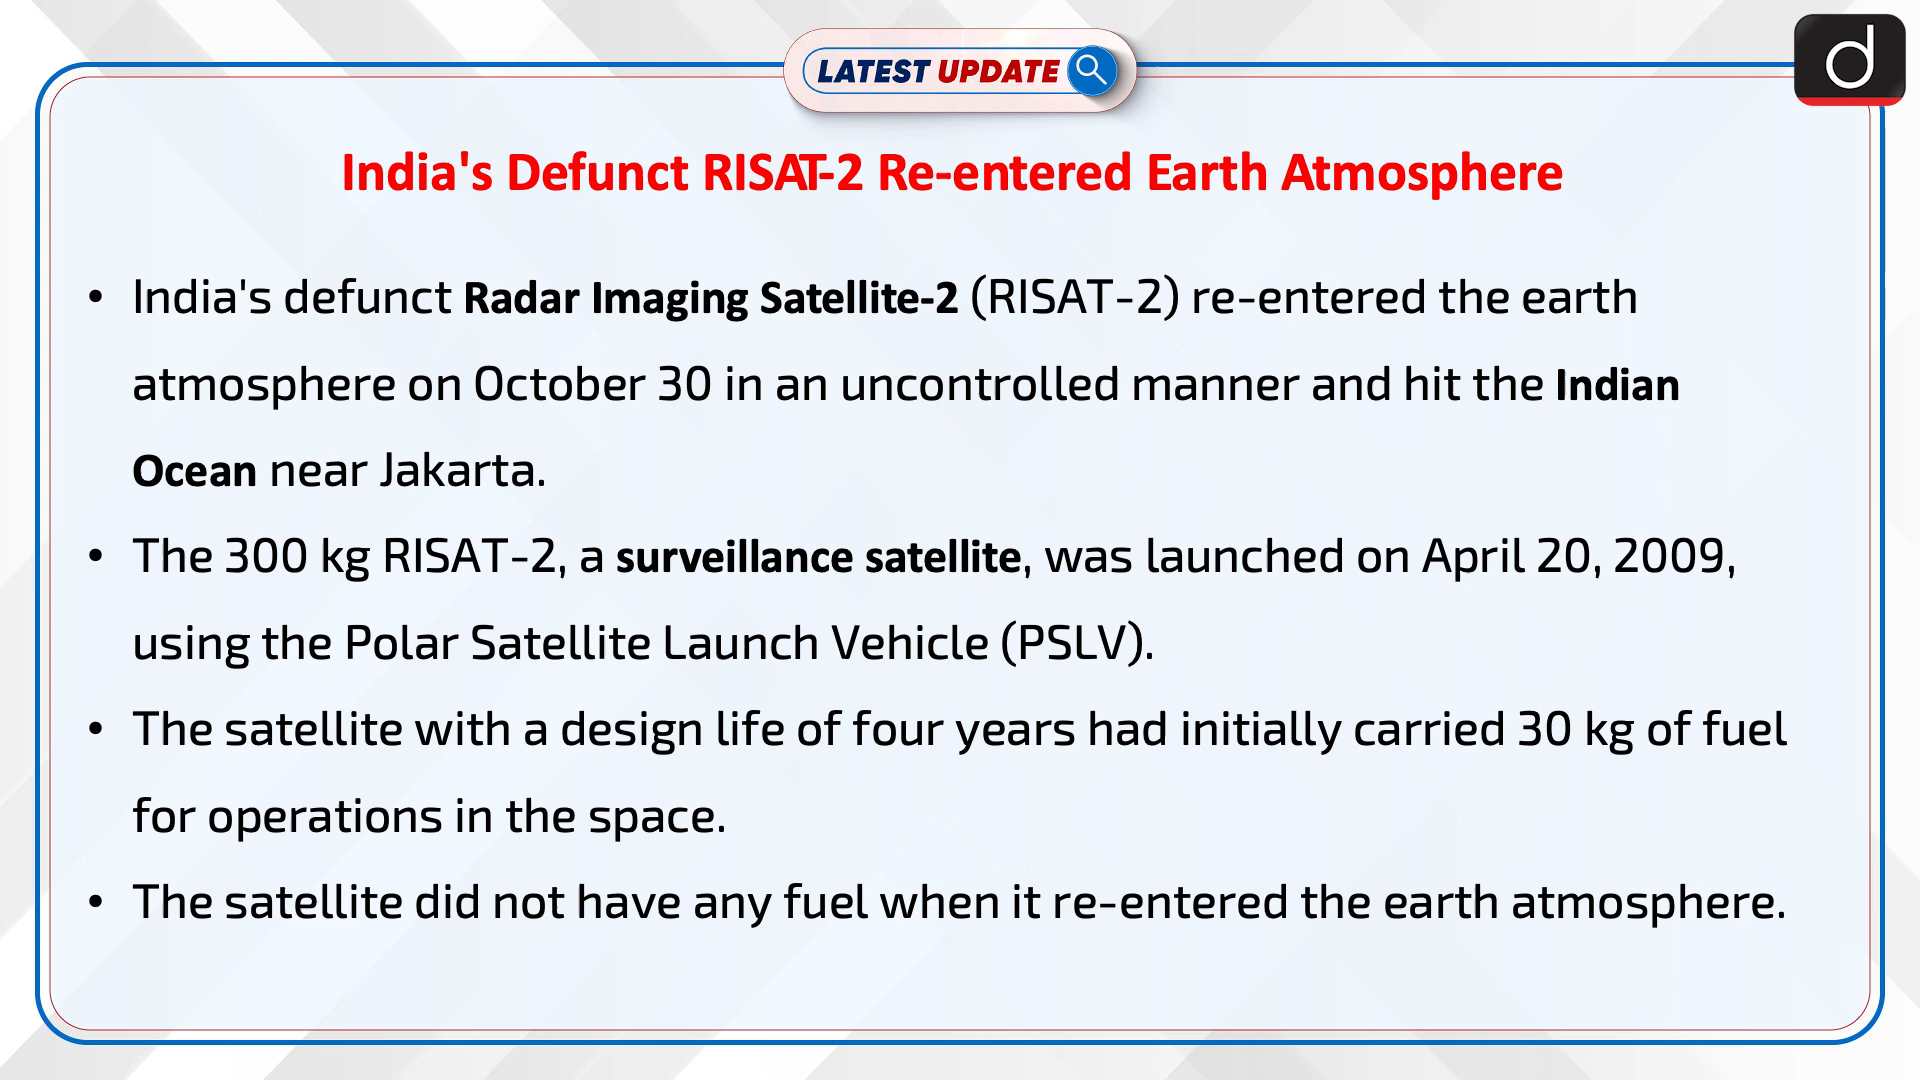 LATEST UPDATE
d
India's Defunct RISAT-2 Re-entered Earth Atmosphere
• India's defunct Radar Imaging Satellite-2 (RISAT-2) re-entered the earth
atmosphere on October 30 in an uncontrolled manner and hit the Indian
Ocean near Jakarta.
• The 300 kg RISAT-2, a surveillance satellite, was launched on April 20, 2009,
using the Polar Satellite Launch Vehicle (PSLV).
• The satellite with a design life of four years had initially carried 30 kg of fuel
for operations in the space.
• The satellite did not have any fuel when it re-entered the earth atmosphere.